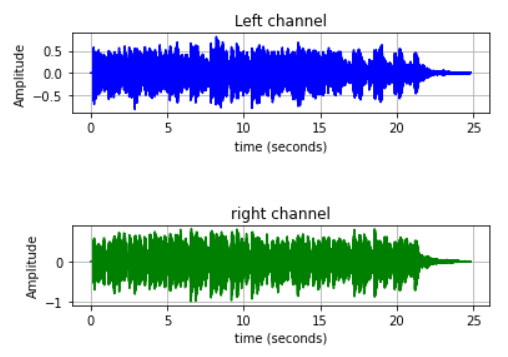 Left channel
Amplitude
0.5
0.0
−0.5
0 5 10 15 20 25
time (seconds)
right channel
Amplitude
0
−1
0 5 10 15 20 25
time (seconds)